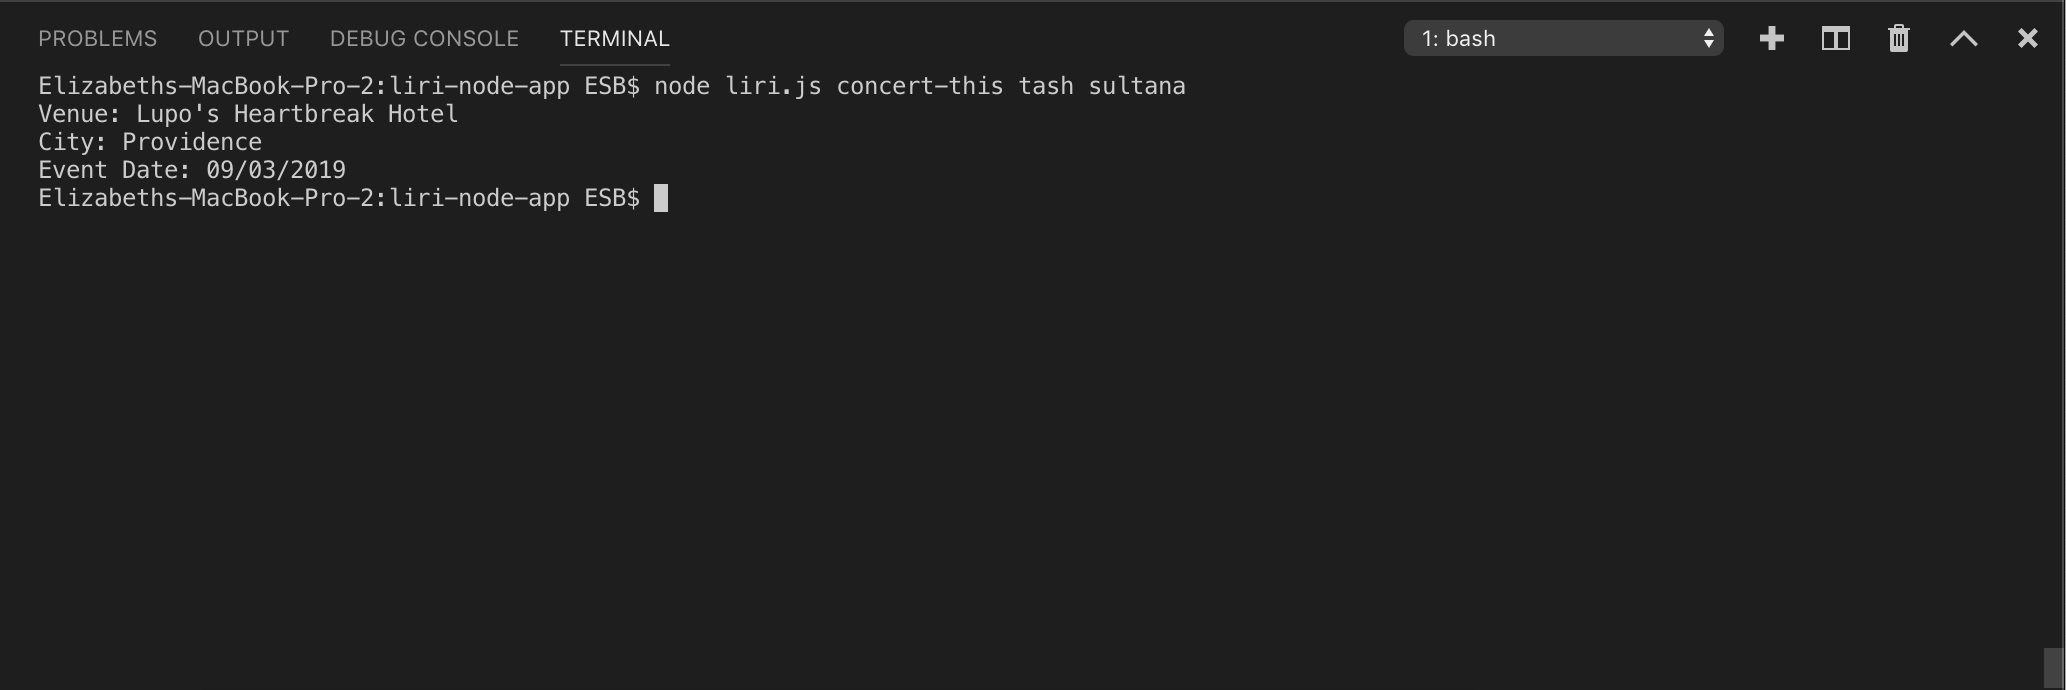 PROBLEMS OUTPUT DEBUG CONSOLE TERMINAL 1: bash
Elizabeths-MacBook-Pro-2:liri-node-app ESB$ node liri.js concert-this tash sultana
Venue: Lupo's Heartbreak Hotel
City: Providence
Event Date: 09/03/2019
Elizabeths-MacBook-Pro-2:liri-node-app ESB$